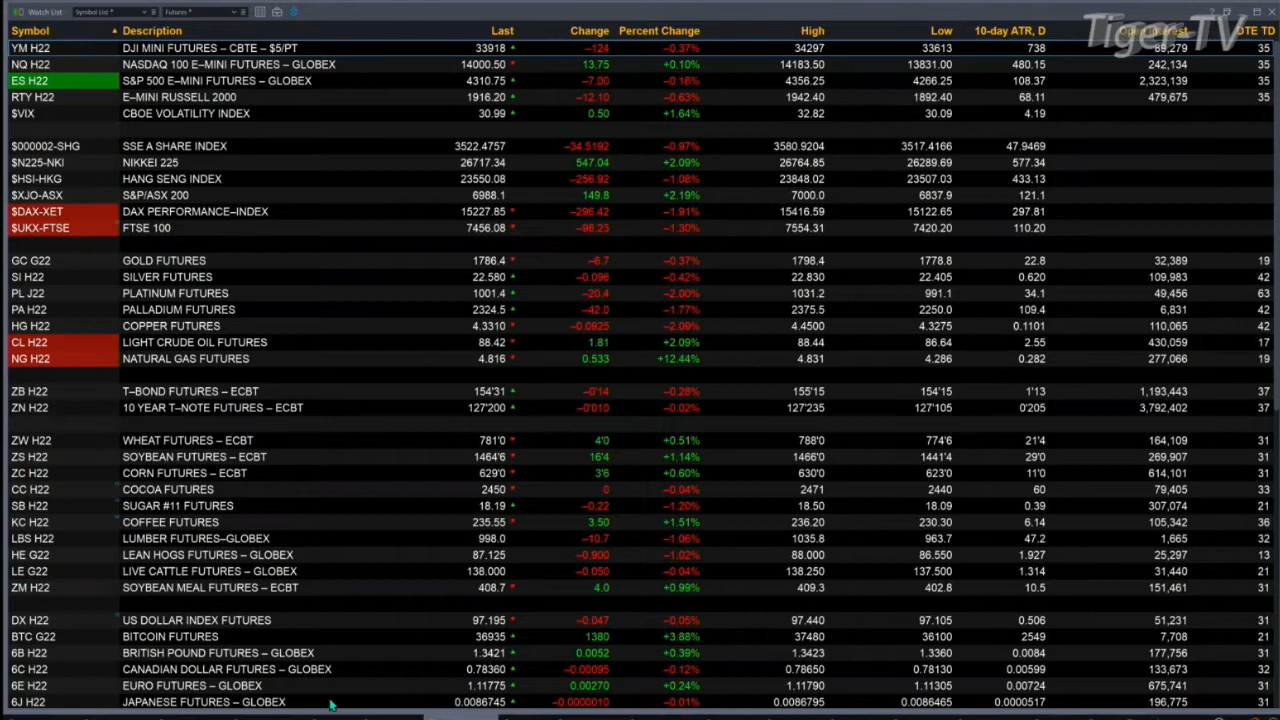 Watch List Symbol List * Futures *
Tiger-TV
Symbol Description Last Change Percent Change High Low 10-day ATR, D Open Interest DTE TD
YM H22 DJI MINI FUTURES – CBTE – $5/PT 33918 –124 –0.37% 34297 33613 738 89,279 35
NQ H22 NASDAQ 100 E–MINI FUTURES – GLOBEX 14000.50 13.75 +0.10% 14183.50 13831.00 480.15 242,134 35
ES H22 S&P 500 E–MINI FUTURES – GLOBEX 4310.75 –7.00 –0.16% 4356.25 4266.25 108.37 2,323,139 35
RTY H22 E–MINI RUSSELL 2000 1916.20 –12.10 –0.63% 1942.40 1892.40 68.11 479,675 35
$VIX CBOE VOLATILITY INDEX 30.99 0.50 +1.64% 32.82 30.09 4.19
$000002-SHG SSE A SHARE INDEX 3522.4757 –34.5192 –0.97% 3580.9204 3517.4166 47.9469
$N225-NKI NIKKEI 225 26717.34 547.04 +2.09% 26764.85 26289.69 577.34
$HSI-HKG HANG SENG INDEX 23550.08 –256.92 –1.08% 23848.02 23507.03 433.13
$XJO-ASX S&P/ASX 200 6988.1 149.8 +2.19% 7000.0 6837.9 121.1
$DAX-XET DAX PERFORMANCE–INDEX 15227.85 –296.42 –1.91% 15416.59 15122.65 297.81
$UKX-FTSE FTSE 100 7456.08 –98.23 –1.30% 7554.31 7420.20 110.20
GC G22 GOLD FUTURES 1786.4 –6.7 –0.37% 1798.4 1778.8 22.8 32,389 19
SI H22 SILVER FUTURES 22.580 –0.096 –0.42% 22.830 22.405 0.620 109,983 42
PL J22 PLATINUM FUTURES 1001.4 –20.4 –2.00% 1031.2 991.1 34.1 49,456 63
PA H22 PALLADIUM FUTURES 2324.5 –42.0 –1.77% 2375.5 2250.0 109.4 6,831 42
HG H22 COPPER FUTURES 4.3310 –0.0925 –2.09% 4.4500 4.3275 0.1101 110,065 42
CL H22 LIGHT CRUDE OIL FUTURES 88.42 1.81 +2.09% 88.44 86.64 2.55 430,059 17
NG H22 NATURAL GAS FUTURES 4.816 0.533 +12.44% 4.831 4.286 0.282 277,066 19
ZB H22 T–BOND FUTURES – ECBT 154'31 –0'14 –0.28% 155'15 154'15 1'13 1,193,443 37
ZN H22 10 YEAR T–NOTE FUTURES – ECBT 127'200 –0'010 –0.02% 127'235 127'105 0'205 3,792,402 37
ZW H22 WHEAT FUTURES – ECBT 781'0 4'0 +0.51% 788'0 774'6 21'4 164,109 31
ZS H22 SOYBEAN FUTURES – ECBT 1464'6 16'4 +1.14% 1466'0 1441'4 29'0 269,907 31
ZC H22 CORN FUTURES – ECBT 629'0 3'6 +0.60% 630'0 623'0 11'0 614,101 31
CC H22 COCOA FUTURES 2450 0 –0.04% 2471 2440 60 79,405 33
SB H22 SUGAR #11 FUTURES 18.19 –0.22 –1.20% 18.50 18.09 0.39 307,074 21
KC H22 COFFEE FUTURES 235.55 3.50 +1.51% 236.20 230.30 6.14 105,342 36
LBS H22 LUMBER FUTURES–GLOBEX 998.0 –10.7 –1.06% 1035.8 963.7 47.2 1,665 32
HE G22 LEAN HOGS FUTURES – GLOBEX 87.125 –0.900 –1.02% 88.000 86.550 1.927 25,297 13
LE G22 LIVE CATTLE FUTURES – GLOBEX 138.000 –0.050 –0.04% 138.250 137.500 1.314 31,440 21
ZM H22 SOYBEAN MEAL FUTURES – ECBT 408.7 4.0 +0.99% 409.3 402.8 10.5 151,461 31
DX H22 US DOLLAR INDEX FUTURES 97.195 –0.047 –0.05% 97.440 97.105 0.506 51,231 31
BTC G22 BITCOIN FUTURES 36935 1380 +3.88% 37480 36100 2549 7,708 21
6B H22 BRITISH POUND FUTURES – GLOBEX 1.3421 0.0052 +0.39% 1.3423 1.3360 0.0084 177,756 31
6C H22 CANADIAN DOLLAR FUTURES – GLOBEX 0.78360 –0.00095 –0.12% 0.78650 0.78130 0.00599 133,673 32
6E H22 EURO FUTURES – GLOBEX 1.11775 0.00270 +0.24% 1.11790 1.11305 0.00724 675,741 31
6J H22 JAPANESE FUTURES – GLOBEX 0.0086745 –0.0000010 –0.01% 0.0086795 0.0086465 0.0000517 196,775 31